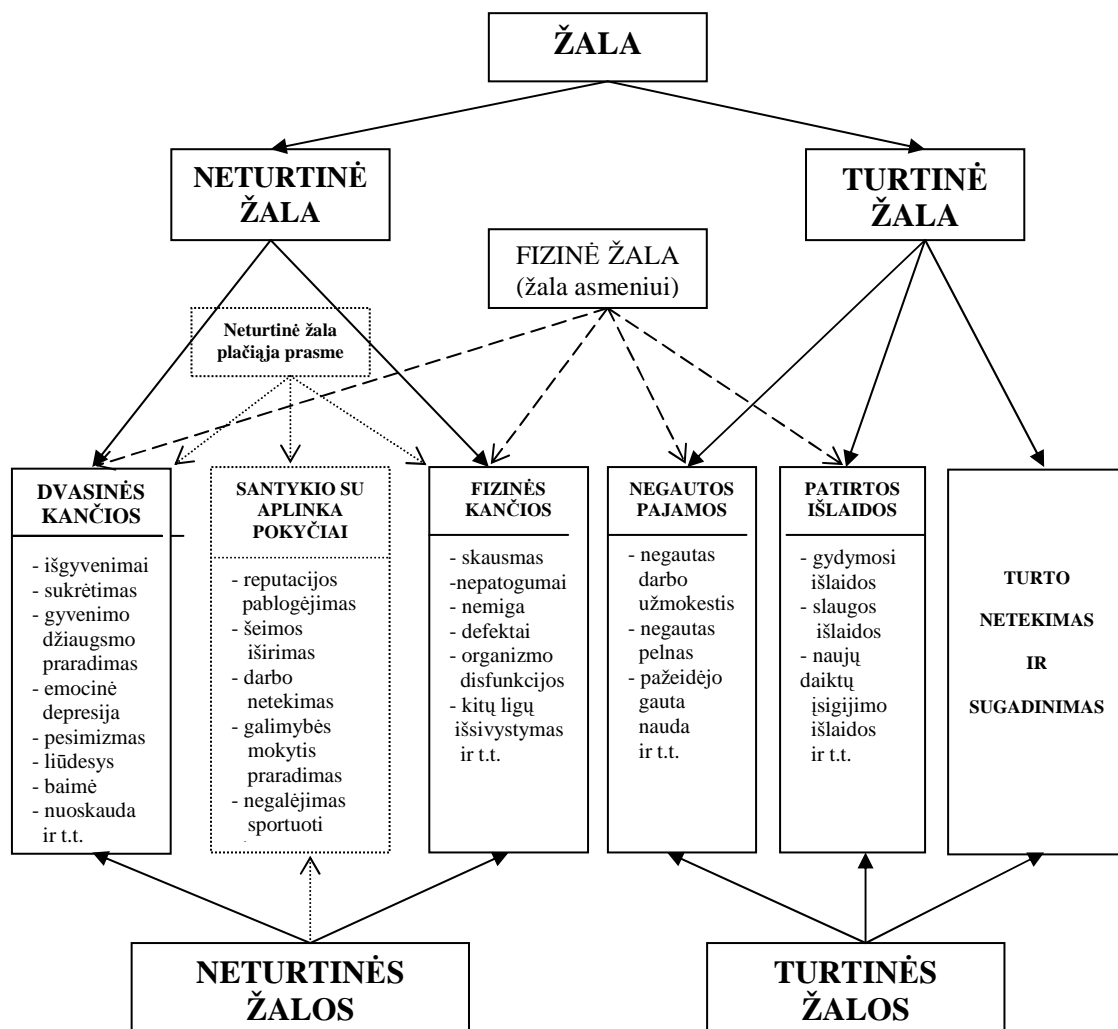 ŽALA
NETURTINĖ
ŽALA
TURTINĖ
ŽALA
FIZINĖ ŽALA
(žala asmeniui)
Neturtinė žala
plačiąja prasme
DVASINĖS
KANČIOS
- išgyvenimai
- sukrėtimas
- gyvenimo
džiaugsmo
praradimas
- emocinė
depresija
- pesimizmas
- liūdesys
- baimė
- nuoskauda
ir t.t.
SANTYKIO SU
APLINKA
POKYČIAI
- reputacijos
pablogėjimas
- šeimos
iširimas
- darbo
netekimas
- galimybės
mokytis
praradimas
- negalėjimas
sportuoti
FIZINĖS
KANČIOS
- skausmas
-nepatogumai
- nemiga
- defektai
- organizmo
disfunkcijos
- kitų ligų
išsivystymas
ir t.t.
NEGAUTOS
PAJAMOS
- negautas
darbo
užmokestis
- negautas
pelnas
- pažeidėjo
gauta
nauda
ir t.t.
PATIRTOS
IŠLAIDOS
- gydymosi
išlaidos
- slaugos
išlaidos
- naujų
daiktų
įsigijimo
išlaidos
ir t.t.
TURTO
NETEKIMAS
IR
SUGADINIMAS
NETURTINĖS
ŽALOS
TURTINĖS
ŽALOS